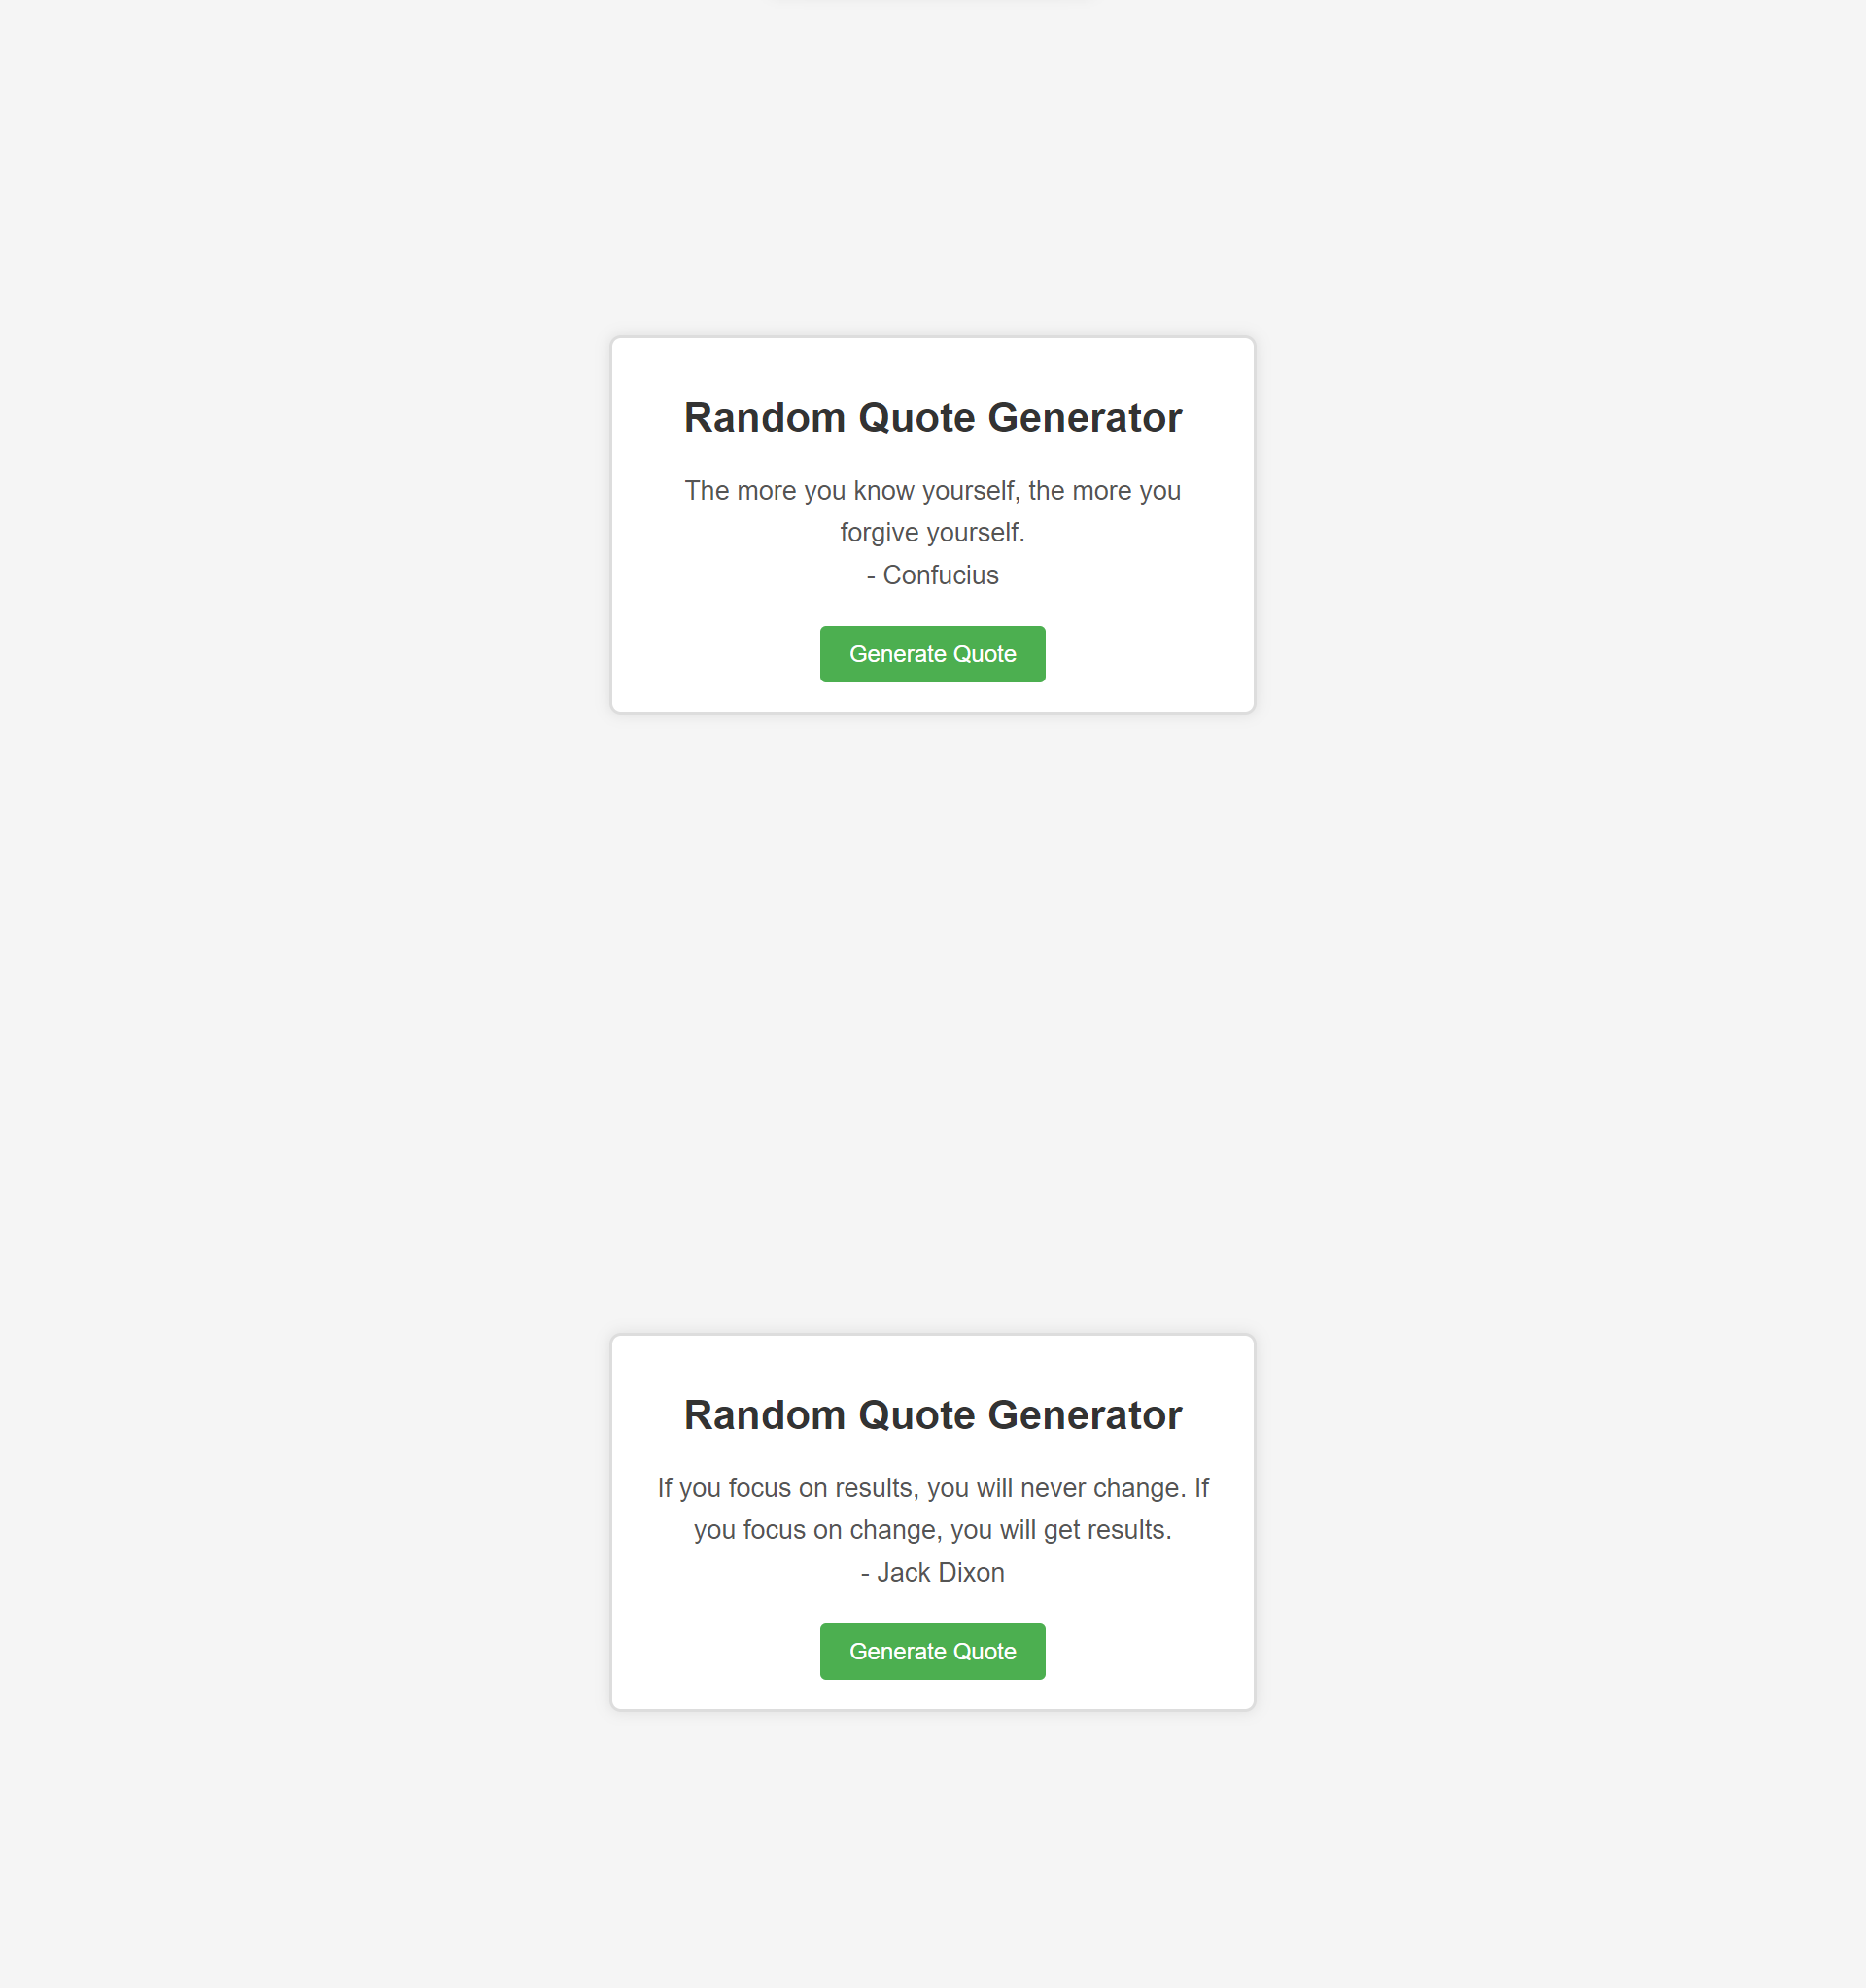 Random Quote Generator
The more you know yourself, the more you
forgive yourself.
- Confucius
Generate Quote
Random Quote Generator
If you focus on results, you will never change. If
you focus on change, you will get results.
- Jack Dixon
Generate Quote